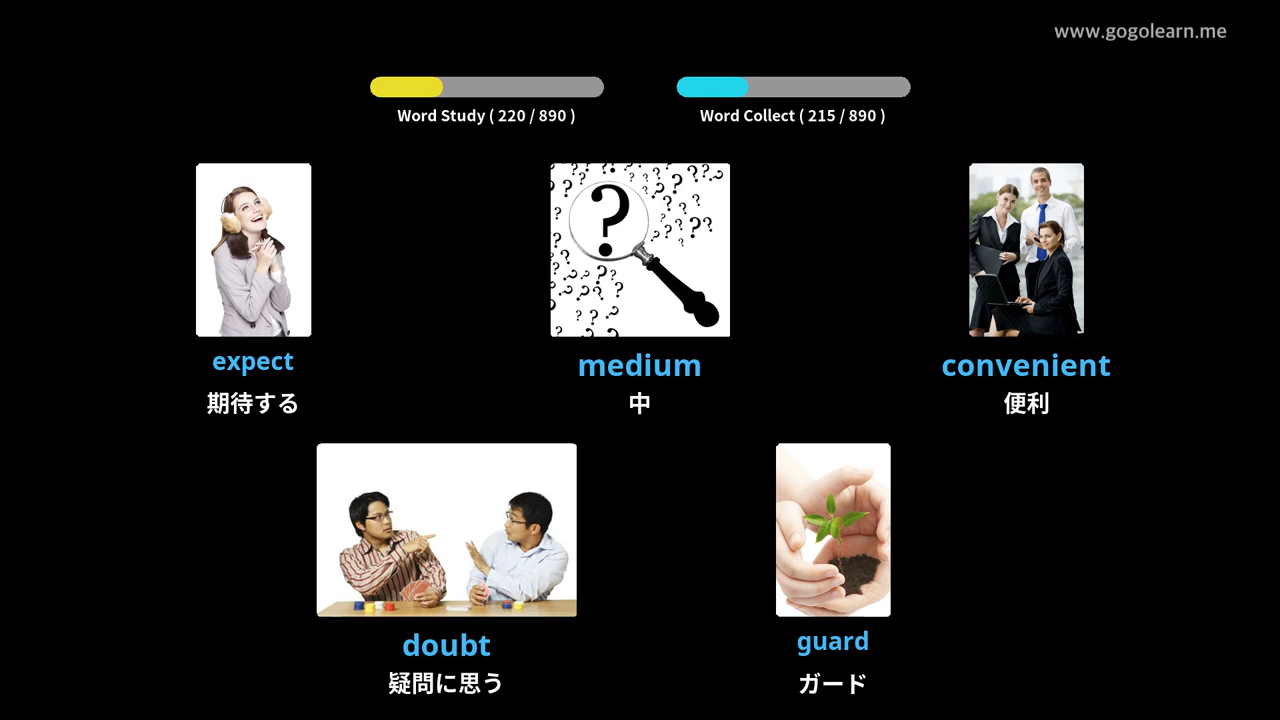 www.gogolearn.me
Word Study ( 220 / 890 )
Word Collect ( 215 / 890 )
expect
期待する
medium
中
convenient
便利
doubt
疑問に思う
guard
ガード